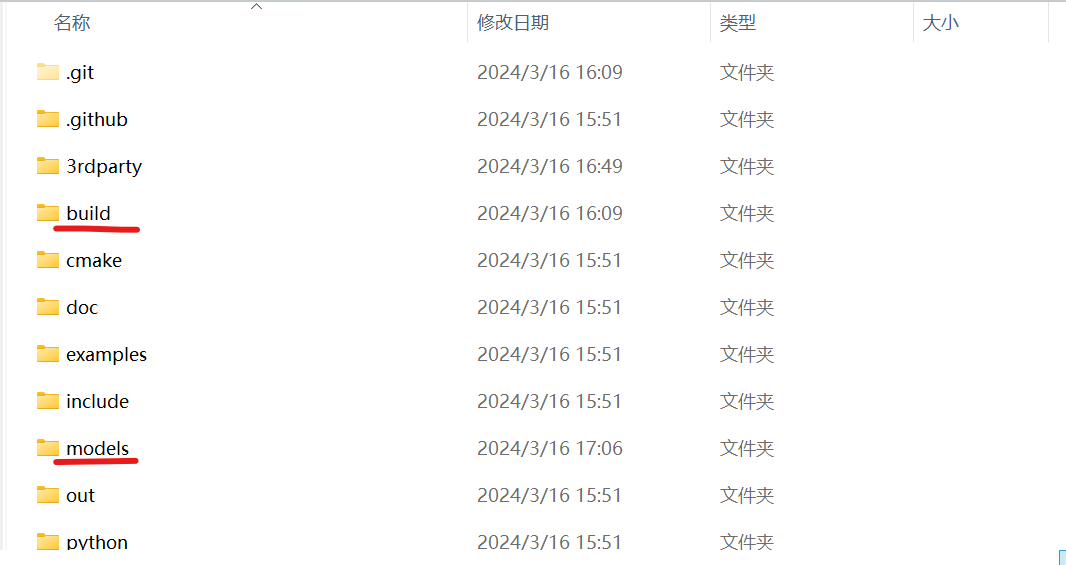 名称 修改日期 类型 大小
.git 2024/3/16 16:09 文件夹
.github 2024/3/16 15:51 文件夹
3rdparty 2024/3/16 16:49 文件夹
build 2024/3/16 16:09 文件夹
cmake 2024/3/16 15:51 文件夹
doc 2024/3/16 15:51 文件夹
examples 2024/3/16 15:51 文件夹
include 2024/3/16 15:51 文件夹
models 2024/3/16 17:06 文件夹
out 2024/3/16 15:51 文件夹
python 2024/3/16 15:51 文件夹